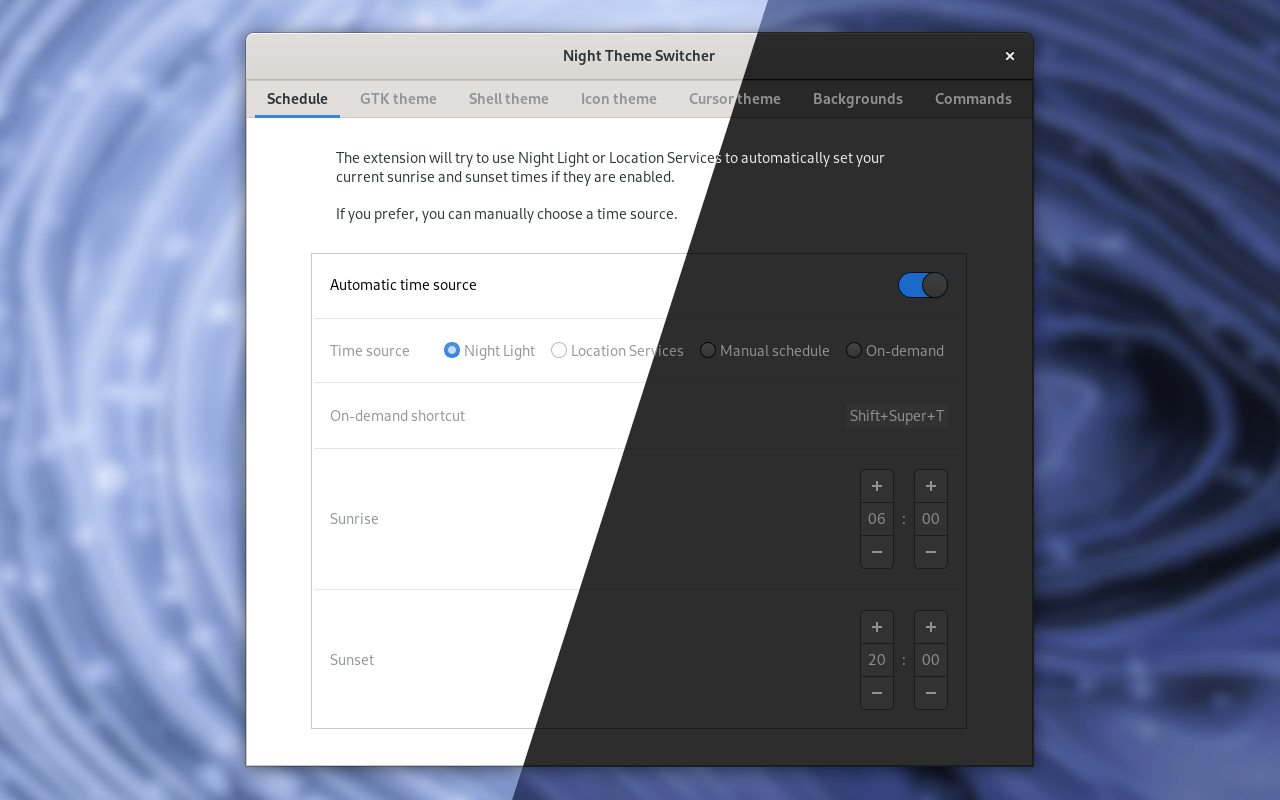 Night Theme Switcher
Schedule GTK theme Shell theme Icon theme Cursor theme Backgrounds Commands
The extension will try to use Night Light or Location Services to automatically set your
current sunrise and sunset times if they are enabled.
If you prefer, you can manually choose a time source.
Automatic time source
Time source Night Light Location Services Manual schedule On-demand
On-demand shortcut Shift+Super+T
+ +
Sunrise 06 : 00
− −
+ +
Sunset 20 : 00
− −